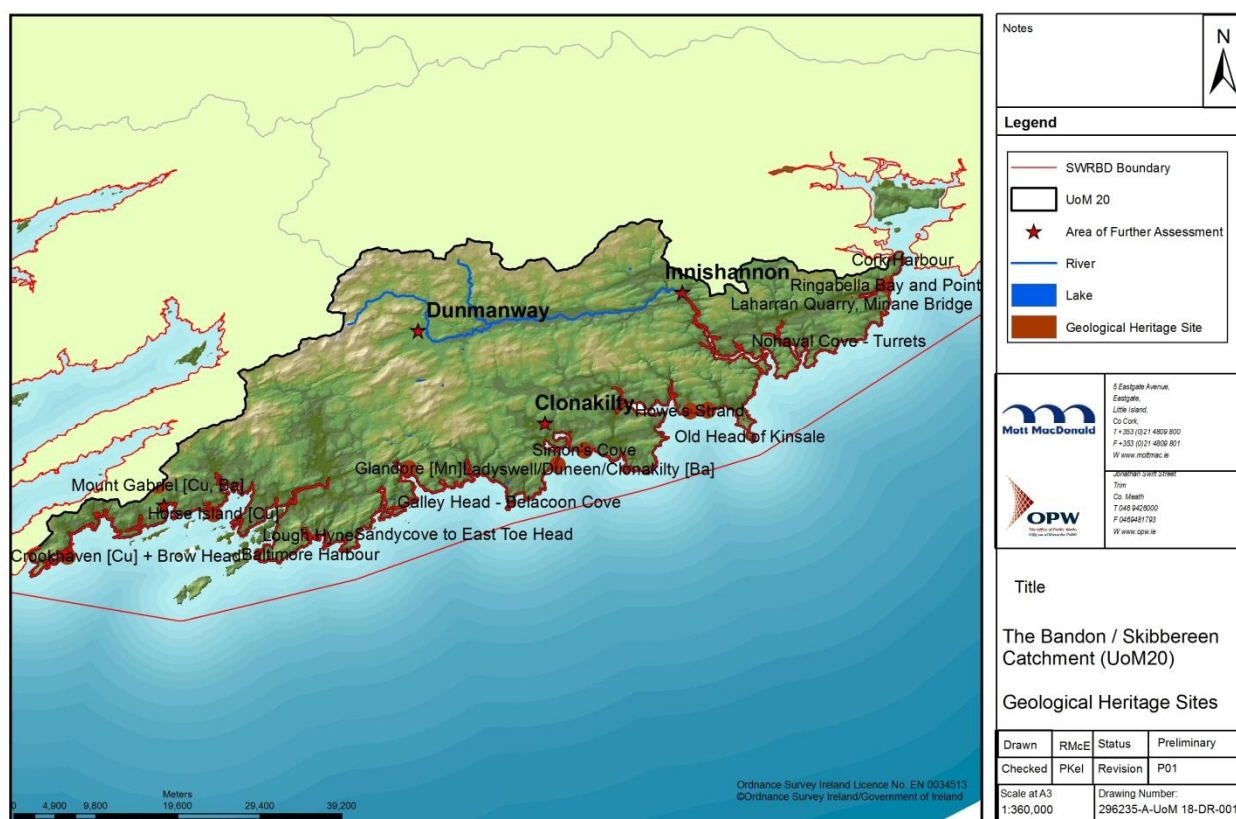 Cork Harbour
Innishannon
Ringabella Bay and Point
Laharran Quarry, Minane Bridge
Dunmanway
Nohaval Cove - Turrets
Clonakilty
Howe's Strand
Old Head of Kinsale
Simon's Cove
Glandore [Mn]
Ladyswell/Duneen/Clonakilty [Ba]
Mount Gabriel [Cu, Ba]
Galley Head - Belacoon Cove
Horse Island [Cu]
Lough Hyne
Sandycove to East Toe Head
Crookhaven [Cu] + Brow Head
Baltimore Harbour
Meters
0 4,900 9,800 19,600 29,400 39,200
Ordnance Survey Ireland Licence No. EN 0034513
©Ordnance Survey Ireland/Government of Ireland
Notes
N
Legend
SWRBD Boundary
UoM 20
Area of Further Assessment
River
Lake
Geological Heritage Site
Mott MacDonald
5 Eastgate Avenue,
Eastgate,
Little Island,
Co Cork,
T +353 (0)21 4809 800
F +353 (0)21 4809 801
W www.mottmac.ie
OPW
Jonathan Swift Street
Trim
Co. Meath
T 046 9426000
F 0469481793
W www.opw.ie
Title
The Bandon / Skibbereen
Catchment (UoM20)
Geological Heritage Sites
Drawn RMcE Status Preliminary
Checked PKel Revision P01
Scale at A3
1:360,000
Drawing Number:
296235-A-UoM 18-DR-001